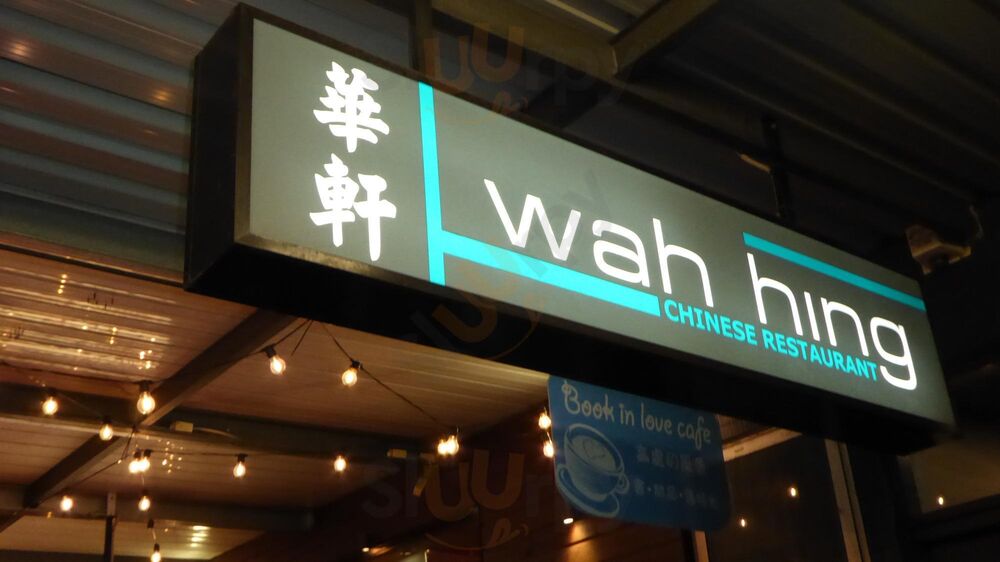 華軒
wah hing
CHINESE RESTAURANT
Book in love cafe